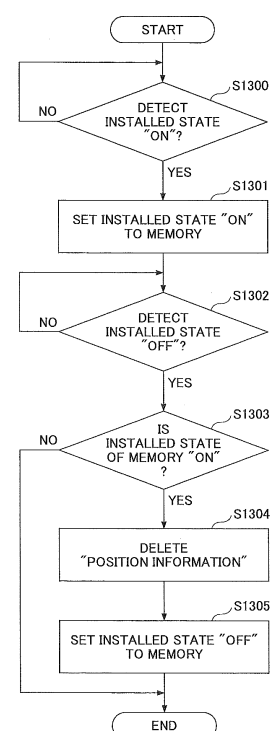 START
S1300
NO
DETECT
INSTALLED STATE
"ON"?
YES
S1301
SET INSTALLED STATE "ON"
TO MEMORY
S1302
NO
DETECT
INSTALLED STATE
"OFF"?
YES
S1303
NO
IS
INSTALLED STATE
OF MEMORY "ON"
?
YES
S1304
DELETE
"POSITION INFORMATION"
S1305
SET INSTALLED STATE "OFF"
TO MEMORY
END